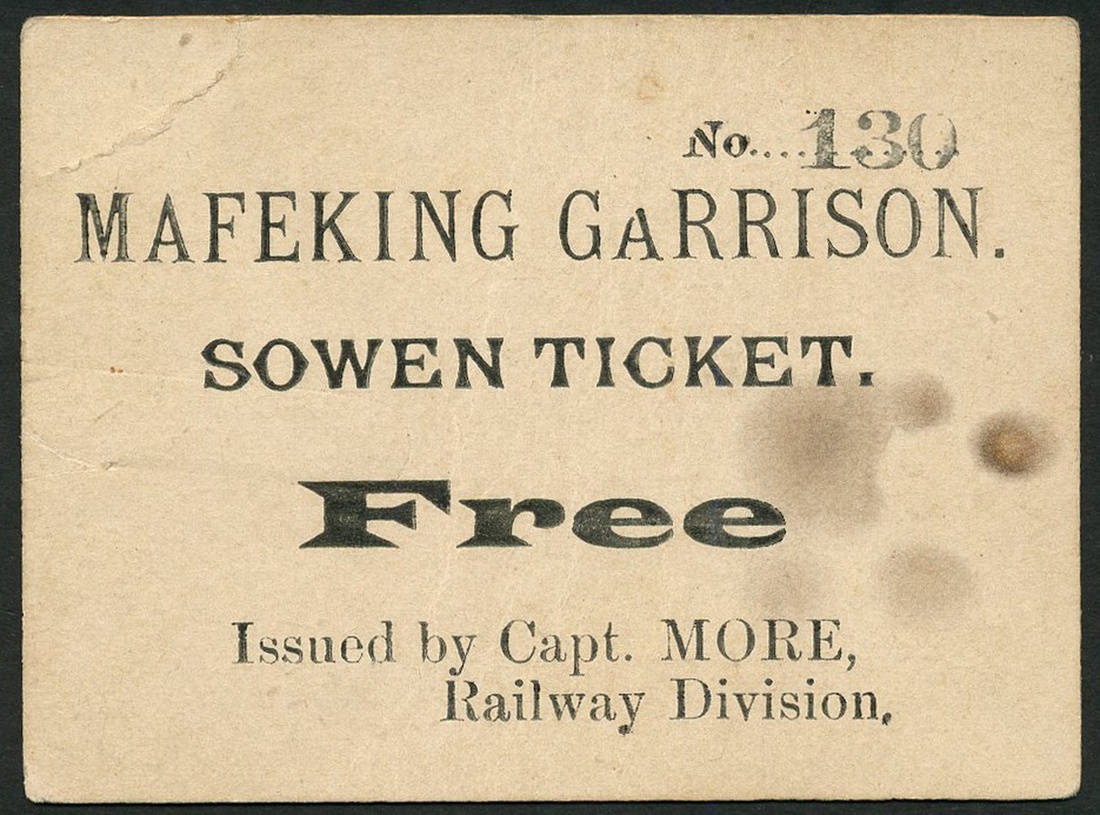 No....130
MAFEKING GARRISON.
SOWEN TICKET.
Free
Issued by Capt. MORE,
Railway Division.